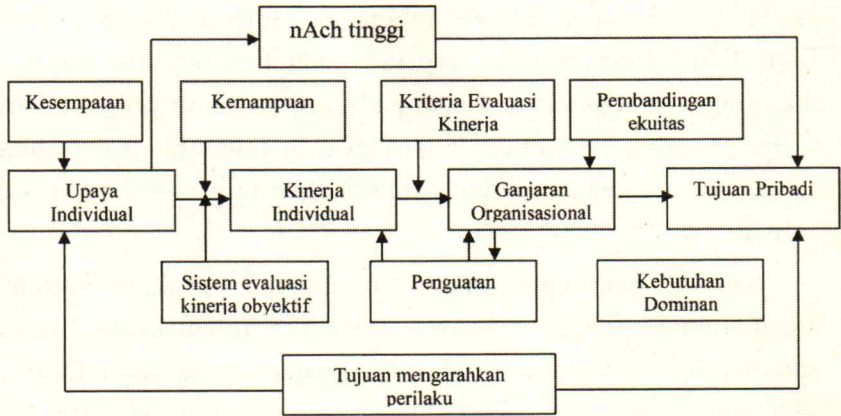 nAch tinggi
Kesempatan
Kemampuan
Kriteria Evaluasi
Kinerja
Pembandingan
ekuitas
Upaya
Individual
Kinerja
Individual
Ganjaran
Organisasional
Tujuan Pribadi
Sistem evaluasi
kinerja obyektif
Penguatan
Kebutuhan
Dominan
Tujuan mengarahkan
perilaku